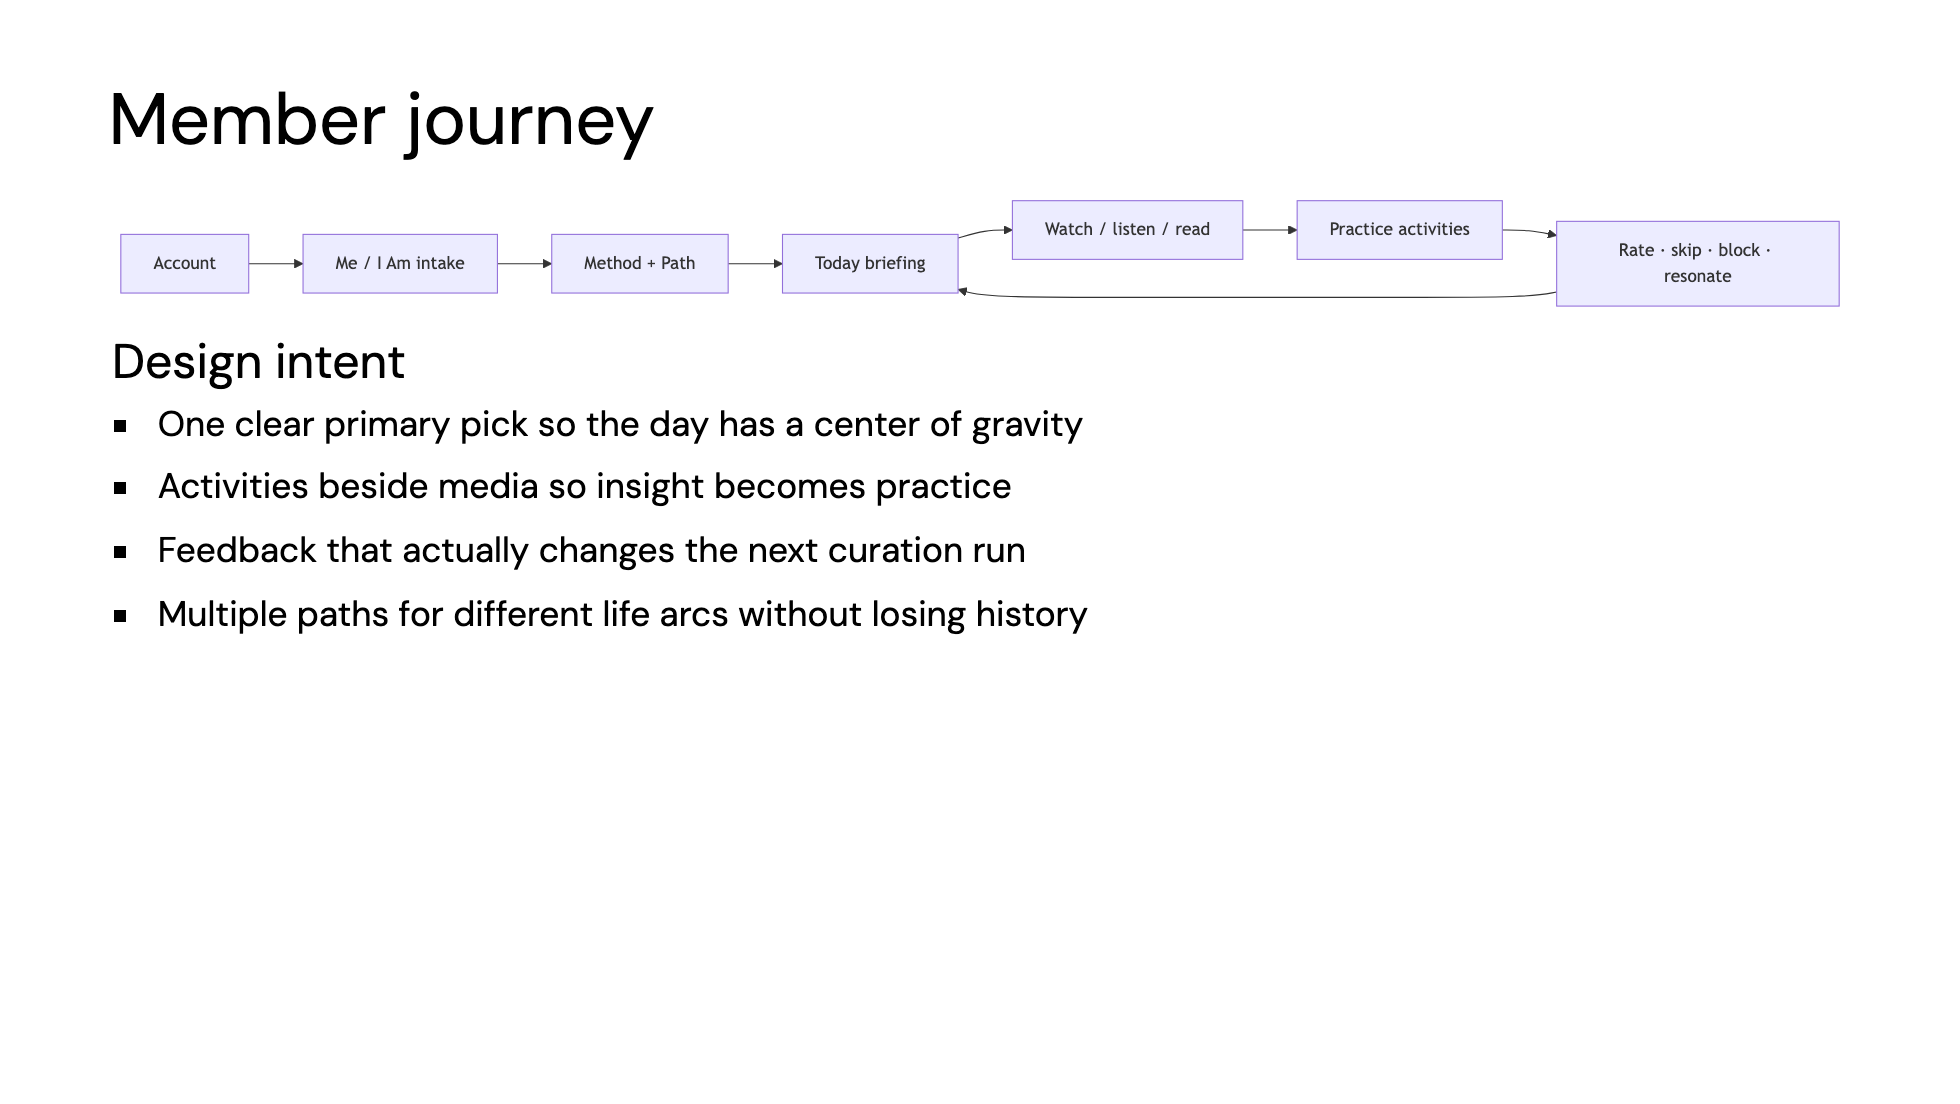 Member journey
Account
Me / I Am intake
Method + Path
Today briefing
Watch / listen / read
Practice activities
Rate · skip · block ·
resonate
Design intent
▪ One clear primary pick so the day has a center of gravity
▪ Activities beside media so insight becomes practice
▪ Feedback that actually changes the next curation run
▪ Multiple paths for different life arcs without losing history